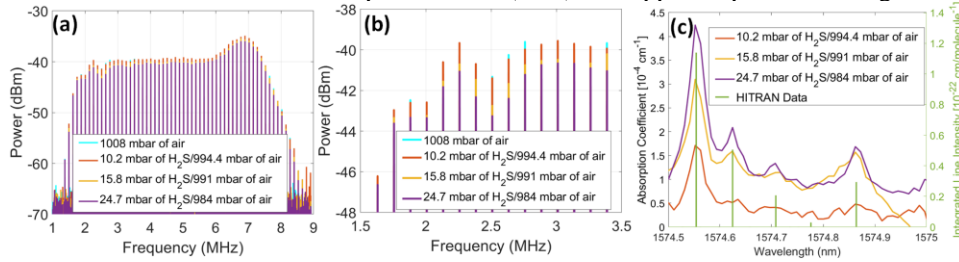 (a)
Power (dBm)
-30
-40
-50
-60
-70
1008 mbar of air
10.2 mbar of H2S/994.4 mbar of air
15.8 mbar of H2S/991 mbar of air
24.7 mbar of H2S/984 mbar of air
1 2 3 4 5 6 7 8 9
Frequency (MHz)
(b)
Power (dBm)
-38
-40
-42
-44
-46
-48
1008 mbar of air
10.2 mbar of H2S/994.4 mbar of air
15.8 mbar of H2S/991 mbar of air
24.7 mbar of H2S/984 mbar of air
1.5 2 2.5 3 3.5
Frequency (MHz)
(c)
Absorption Coefficient [10-4 cm-1]
4.5
4
3.5
3
2.5
2
1.5
1
0.5
0
10.2 mbar of H2S/994.4 mbar of air
15.8 mbar of H2S/991 mbar of air
24.7 mbar of H2S/984 mbar of air
HITRAN Data
1574.5 1574.6 1574.7 1574.8 1574.9 1575
Wavelength (nm)
1.4
1.2
1
0.8
0.6
0.4
0.2
0
Integrated Line Intensity [10-22 cm/molecule-1]